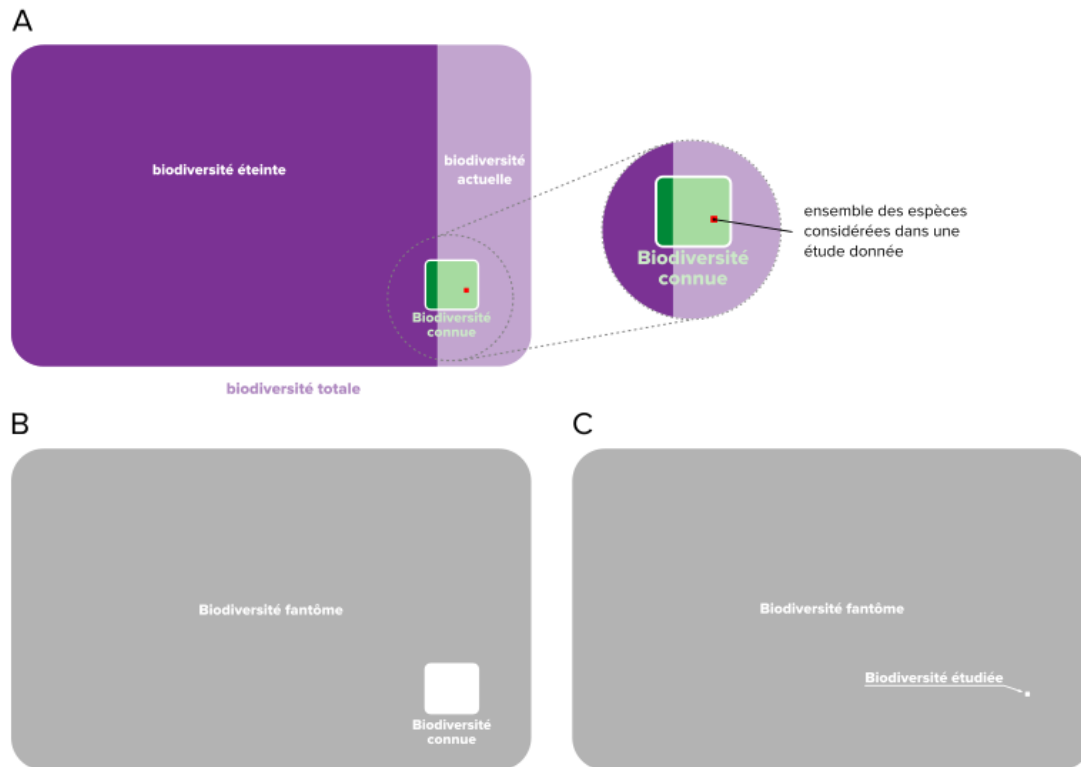 A
biodiversité éteinte
biodiversité
actuelle
Biodiversité
connue
biodiversité totale
Biodiversité
connue
ensemble des espèces
considérées dans une
étude donnée
B
Biodiversité fantôme
Biodiversité
connue
C
Biodiversité fantôme
Biodiversité étudiée